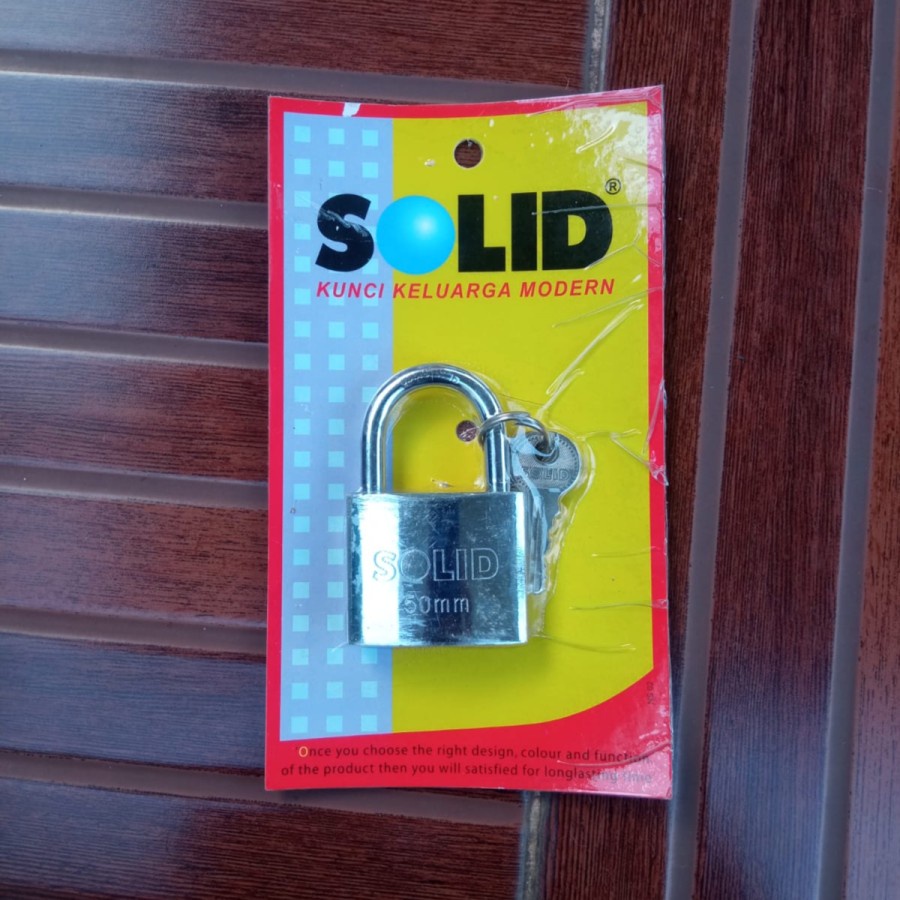 SOLID®
KUNCI KELUARGA MODERN
SOLID
SOLID
50mm
Once you choose the right design, colour and function
of the product then you will satisfied for longlasting time